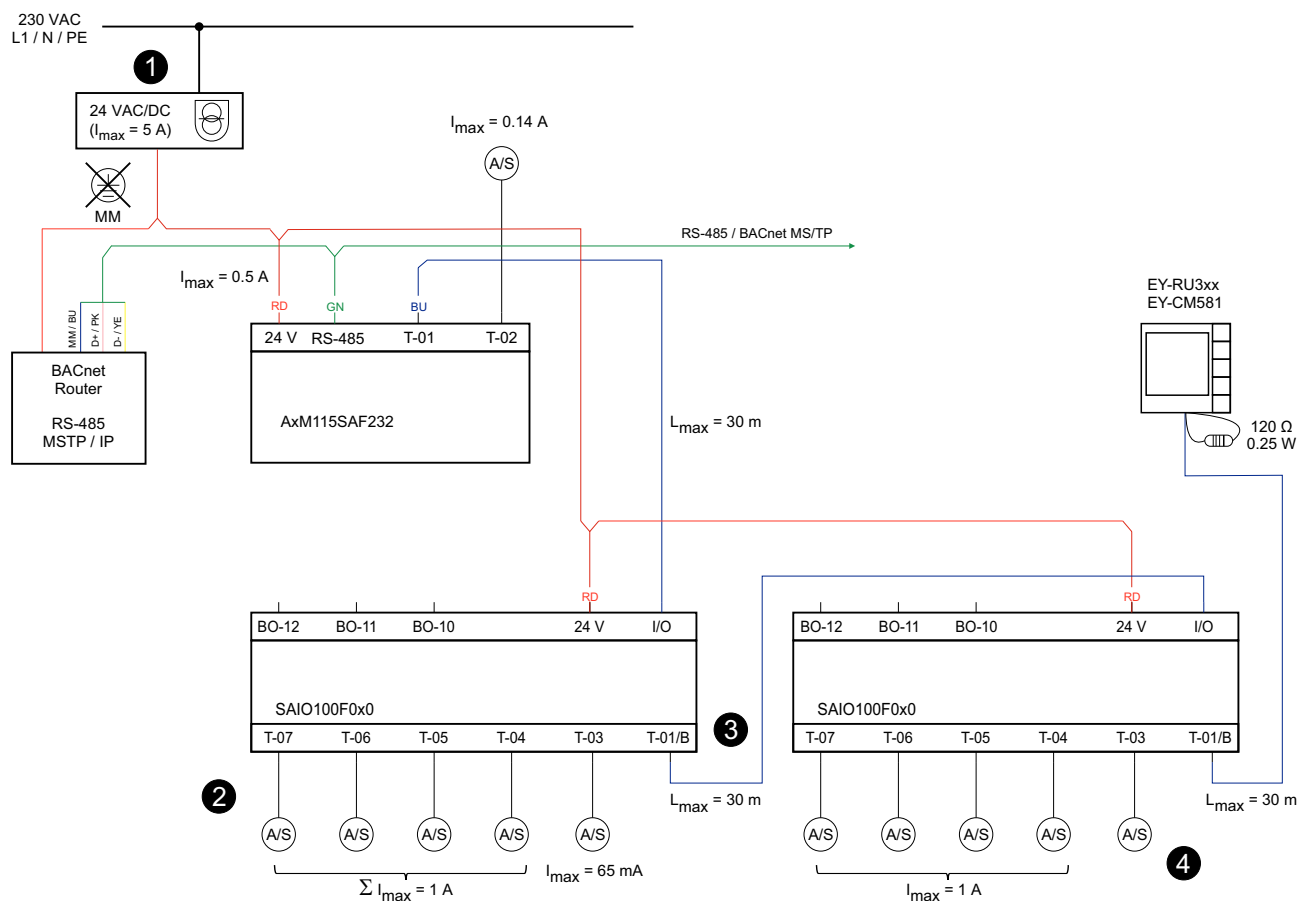 230 VAC
L1 / N / PE
1
24 VAC/DC
(Imax = 5 A)
MM
Imax = 0.14 A
A/S
RS-485 / BACnet MS/TP
Imax = 0.5 A
RD
GN
BU
24 V
RS-485
T-01
T-02
AxM115SAF232
MM / BU
D+ / PK
D- / YE
BACnet
Router
RS-485
MSTP / IP
Lmax = 30 m
EY-RU3xx
EY-CM581
120 Ω
0.25 W
RD
BO-12
BO-11
BO-10
24 V
I/O
SAIO100F0x0
T-07
T-06
T-05
T-04
T-03
T-01/B
3
RD
BO-12
BO-11
BO-10
24 V
I/O
SAIO100F0x0
T-07
T-06
T-05
T-04
T-03
T-01/B
2
A/S
A/S
A/S
A/S
A/S
Lmax = 30 m
Σ Imax = 1 A
Imax = 65 mA
A/S
A/S
A/S
A/S
A/S
Lmax = 30 m
4
Imax = 1 A